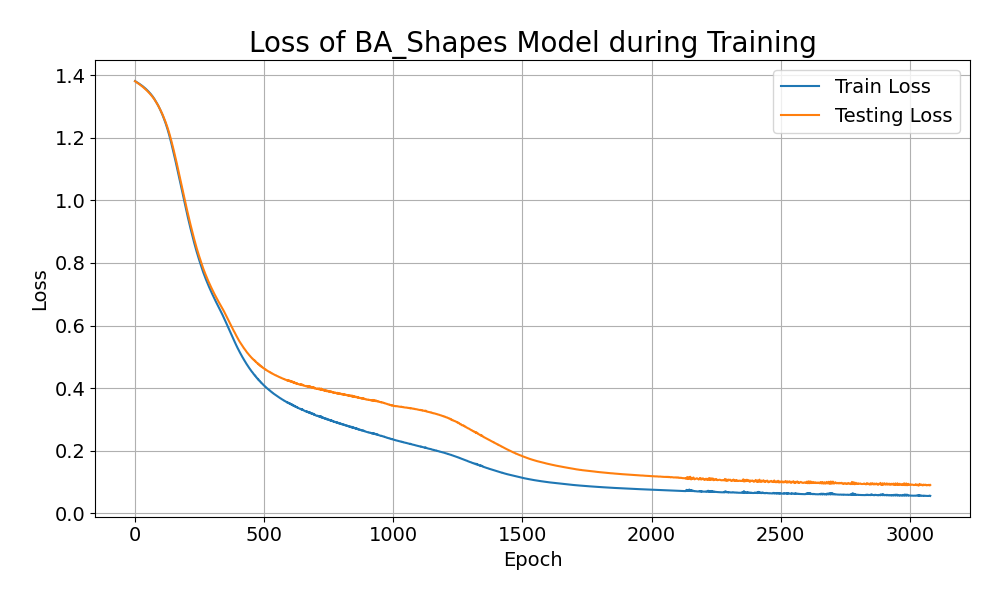 Loss of BA_Shapes Model during Training
Train Loss
Testing Loss
Loss
1.4
1.2
1.0
0.8
0.6
0.4
0.2
0.0
0 500 1000 1500 2000 2500 3000
Epoch